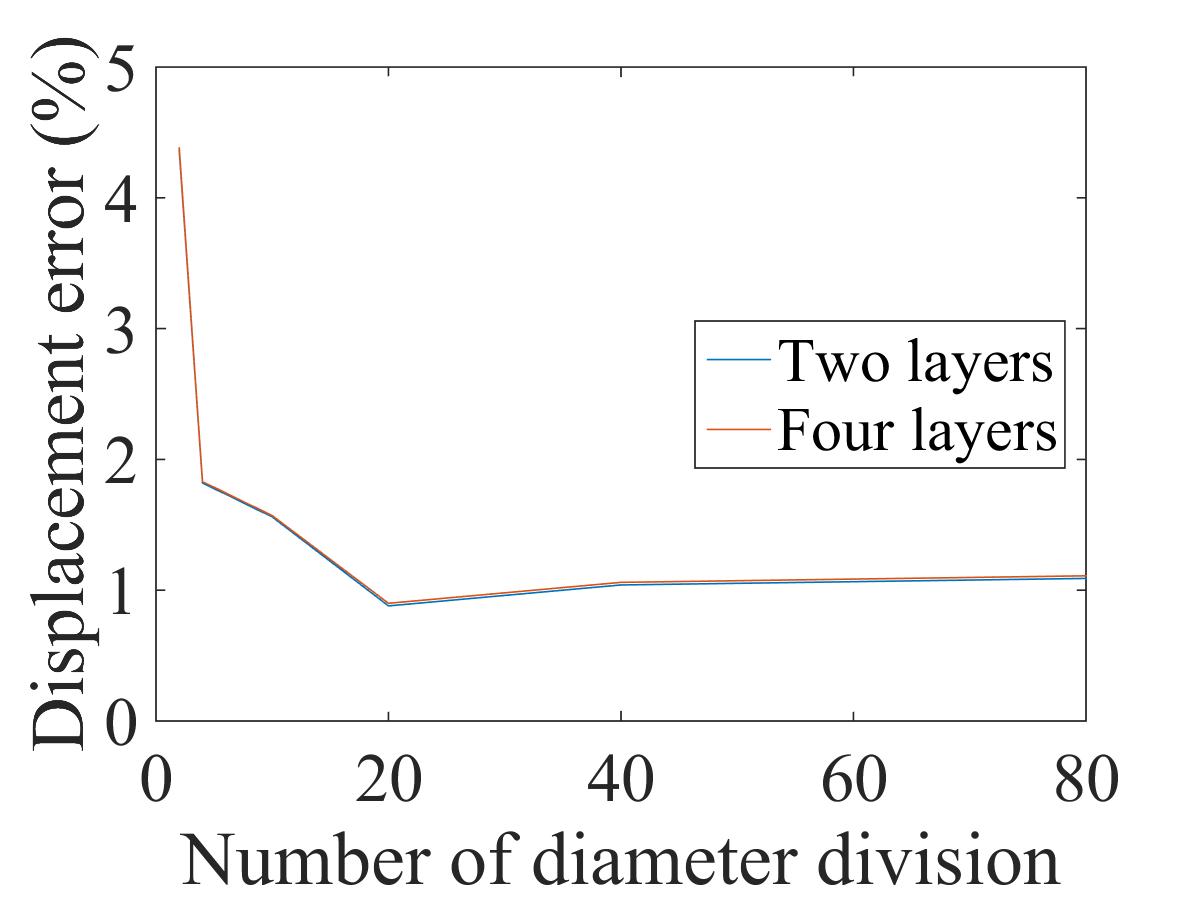 Displacement error (%)
5
4
3
2
1
0
Two layers
Four layers
0 20 40 60 80
Number of diameter division